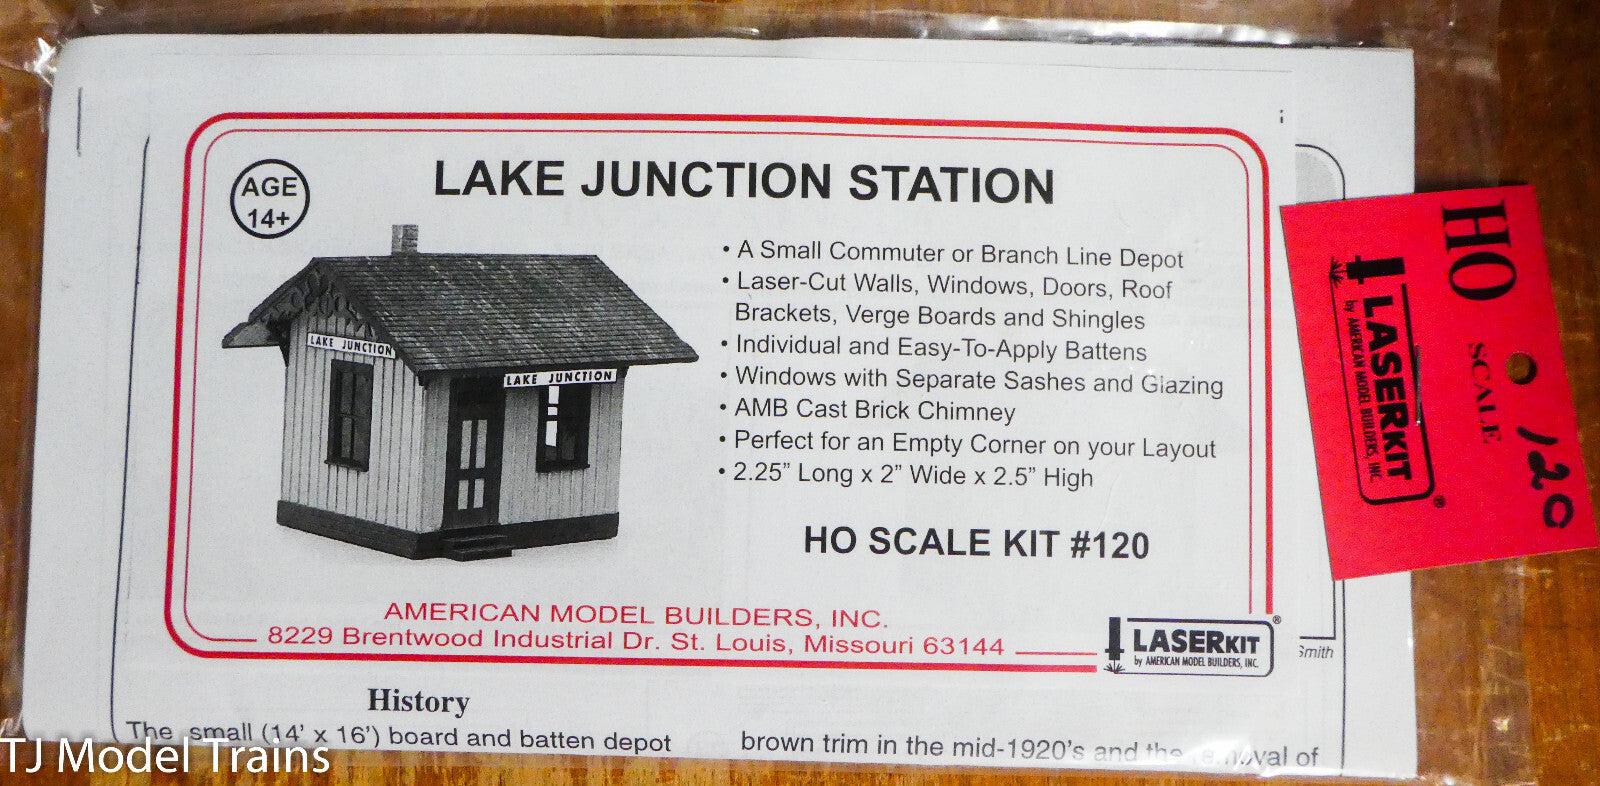 AGE
14+
LAKE JUNCTION STATION
LAKE JUNCTION
LAKE JUNCTION
• A Small Commuter or Branch Line Depot
• Laser-Cut Walls, Windows, Doors, Roof
Brackets, Verge Boards and Shingles
• Individual and Easy-To-Apply Battens
• Windows with Separate Sashes and Glazing
• AMB Cast Brick Chimney
• Perfect for an Empty Corner on your Layout
• 2.25” Long x 2” Wide x 2.5” High
HO SCALE KIT #120
AMERICAN MODEL BUILDERS, INC.
8229 Brentwood Industrial Dr. St. Louis, Missouri 63144
LASERKIT®
by AMERICAN MODEL BUILDERS, INC.
Smith
History
The small (14’ x 16’) board and batten depot
brown trim in the mid-1920’s and the removal of
HO
SCALE
120
LASERKIT®
by AMERICAN MODEL BUILDERS, INC.
TJ Model Trains